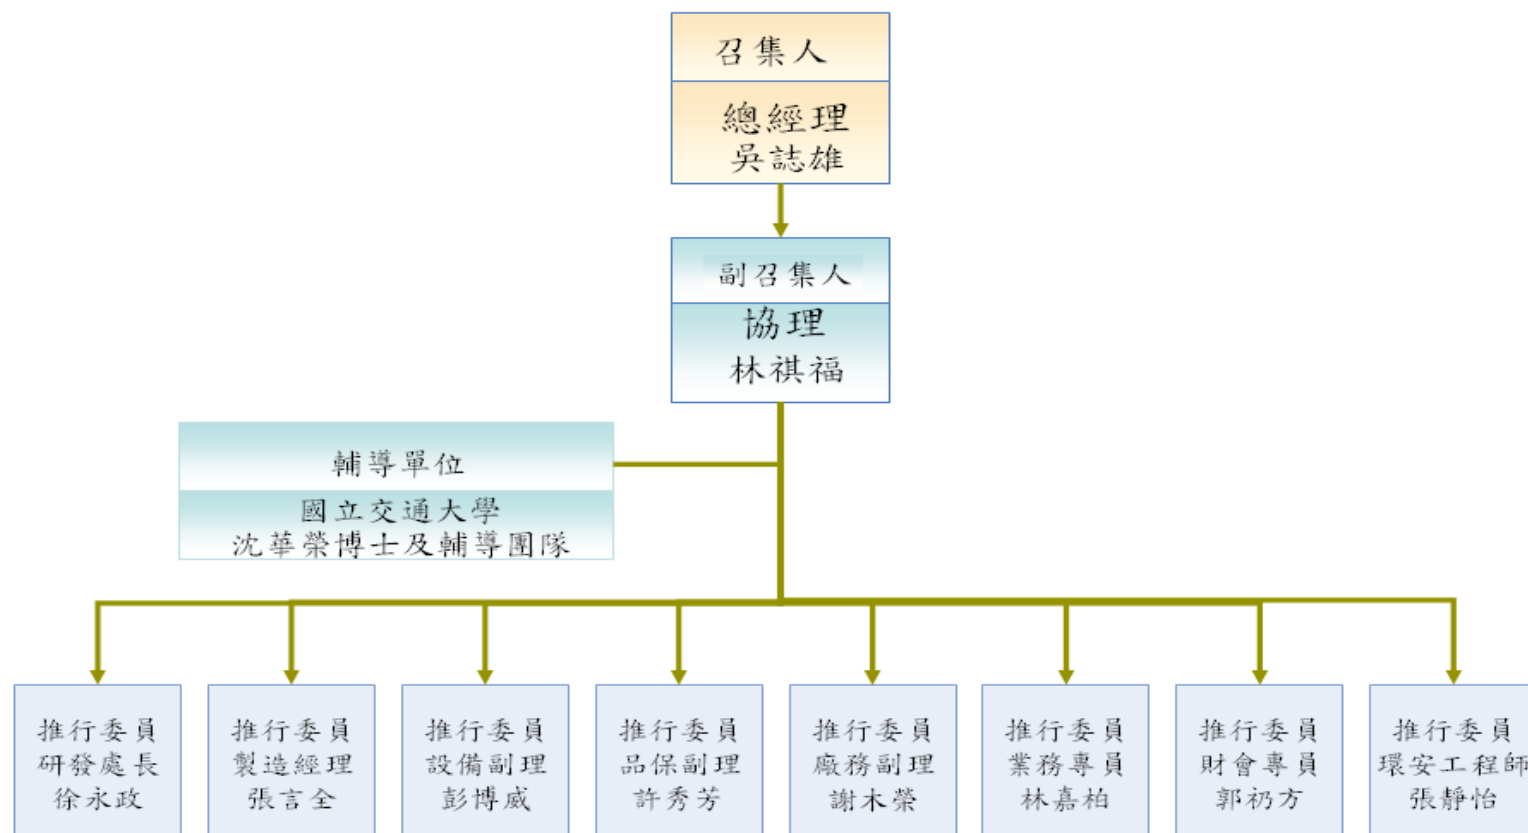 召集人
總經理
吳誌雄
副召集人
協理
林祺福
輔導單位
國立交通大學
沈華榮博士及輔導團隊
推行委員
研發處長
徐永政
推行委員
製造經理
張言全
推行委員
設備副理
彭博威
推行委員
品保副理
許秀芳
推行委員
廠務副理
謝木榮
推行委員
業務專員
林嘉柏
推行委員
財會專員
郭礽方
推行委員
環安工程師
張靜怡